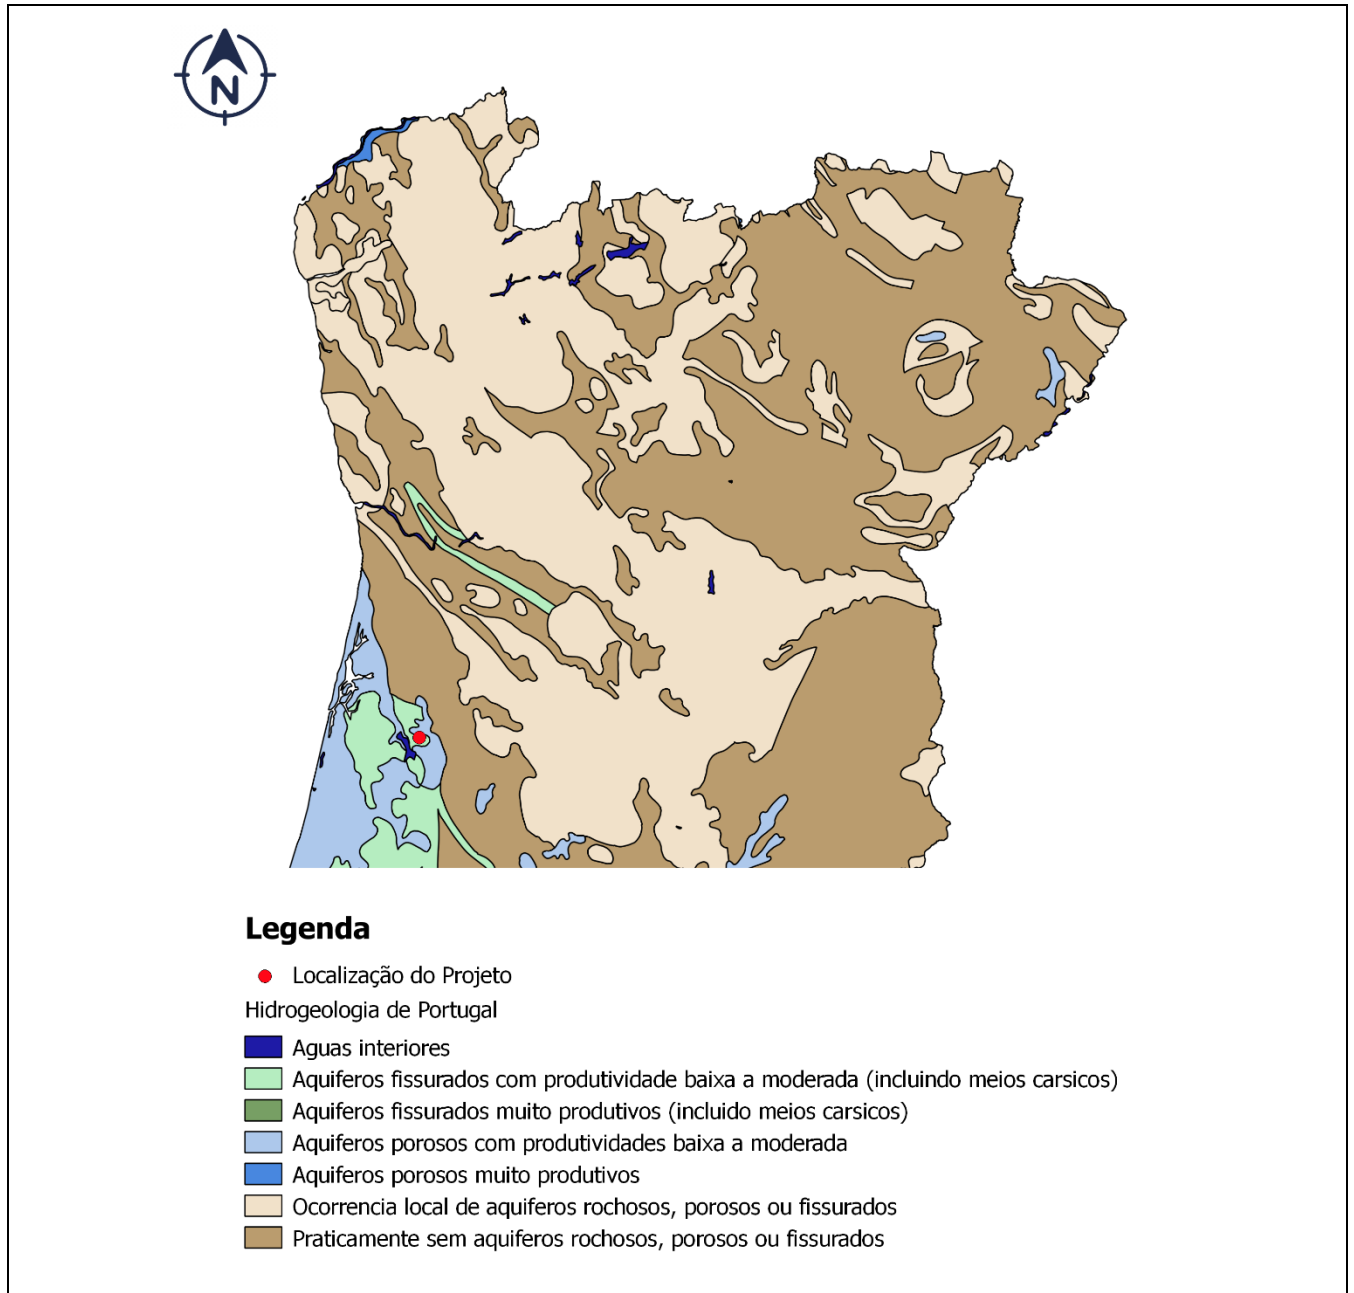 N
Legenda
Localização do Projeto
Hidrogeologia de Portugal
Aguas interiores
Aquiferos fissurados com produtividade baixa a moderada (incluindo meios carsicos)
Aquiferos fissurados muito produtivos (incluido meios carsicos)
Aquiferos porosos com produtividades baixa a moderada
Aquiferos porosos muito produtivos
Ocorrencia local de aquiferos rochosos, porosos ou fissurados
Praticamente sem aquiferos rochosos, porosos ou fissurados